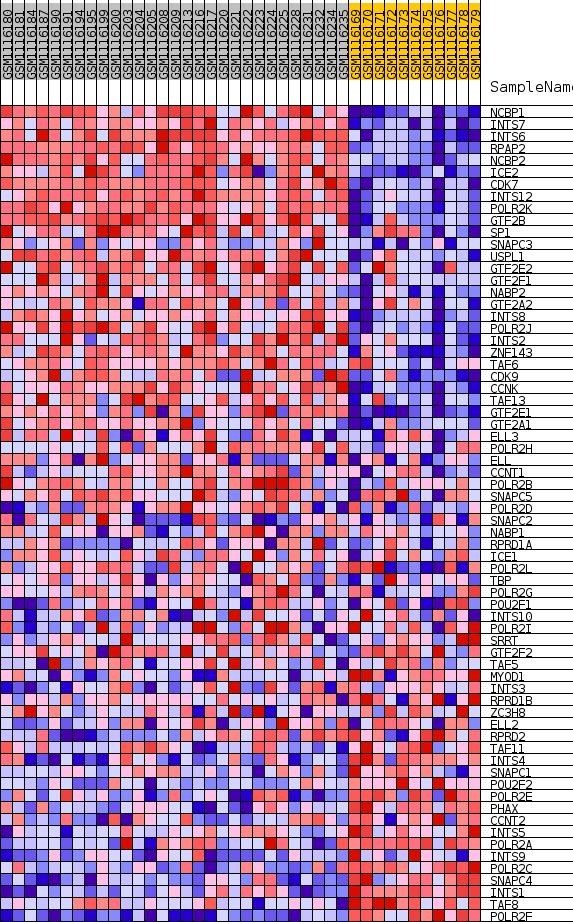 GSM1116180
GSM1116181
GSM1116184
GSM1116190
GSM1116191
GSM1116194
GSM1116195
GSM1116199
GSM1116200
GSM1116203
GSM1116204
GSM1116205
GSM1116208
GSM1116209
GSM1116213
GSM1116216
GSM1116217
GSM1116220
GSM1116221
GSM1116222
GSM1116223
GSM1116224
GSM1116225
GSM1116228
GSM1116231
GSM1116232
GSM1116234
GSM1116235
GSM1116169
GSM1116170
GSM1116171
GSM1116172
GSM1116173
GSM1116174
GSM1116175
GSM1116176
GSM1116177
GSM1116178
GSM1116179
SampleName
NCBP1
INTS7
INTS6
RPAP2
NCBP2
ICE2
CDK7
INTS12
POLR2K
GTF2B
SP1
SNAPC3
USPL1
GTF2E2
GTF2F1
NABP2
GTF2A2
INTS8
POLR2J
INTS2
ZNF143
TAF6
CDK9
CCNK
TAF13
GTF2E1
GTF2A1
ELL3
POLR2H
ELL
CCNT1
POLR2B
SNAPC5
POLR2D
SNAPC2
NABP1
RPRD1A
ICE1
POLR2L
TBP
POLR2G
POU2F1
INTS10
POLR2I
SRRT
GTF2F2
TAF5
MYOD1
INTS3
RPRD1B
ZC3H8
ELL2
RPRD2
TAF11
INTS4
SNAPC1
POU2F2
POLR2E
PHAX
CCNT2
INTS5
POLR2A
INTS9
POLR2C
SNAPC4
INTS1
TAF8
POLR2F